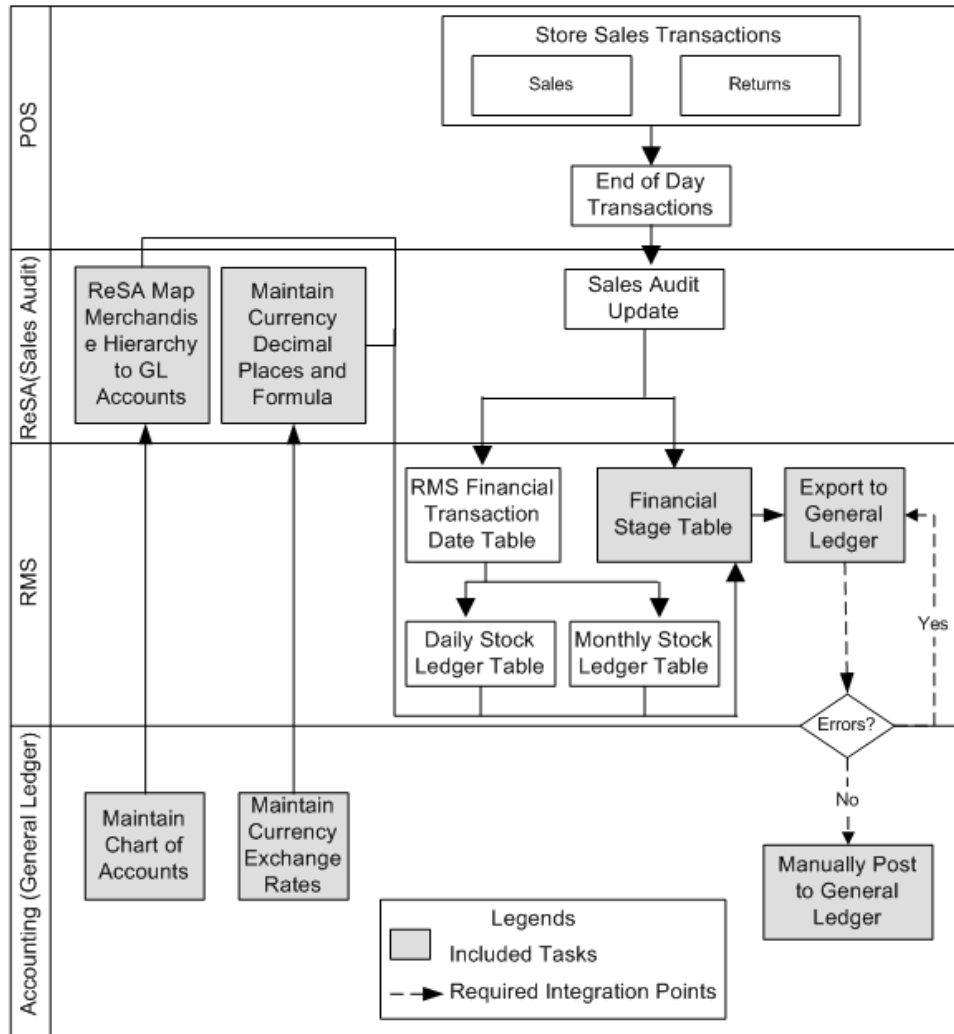 POS
Store Sales Transactions
Sales
Returns
End of Day
Transactions
ReSA(Sales Audit)
ReSA Map
Merchandis
e Hierarchy
to GL
Accounts
Maintain
Currency
Decimal
Places and
Formula
Sales Audit
Update
RMS
RMS Financial
Transaction
Date Table
Financial
Stage Table
Export to
General
Ledger
Yes
Daily Stock
Ledger Table
Monthly Stock
Ledger Table
Errors?
Accounting (General Ledger)
Maintain
Chart of
Accounts
Maintain
Currency
Exchange
Rates
No
Manually Post
to General
Ledger
Legends
Included Tasks
Required Integration Points